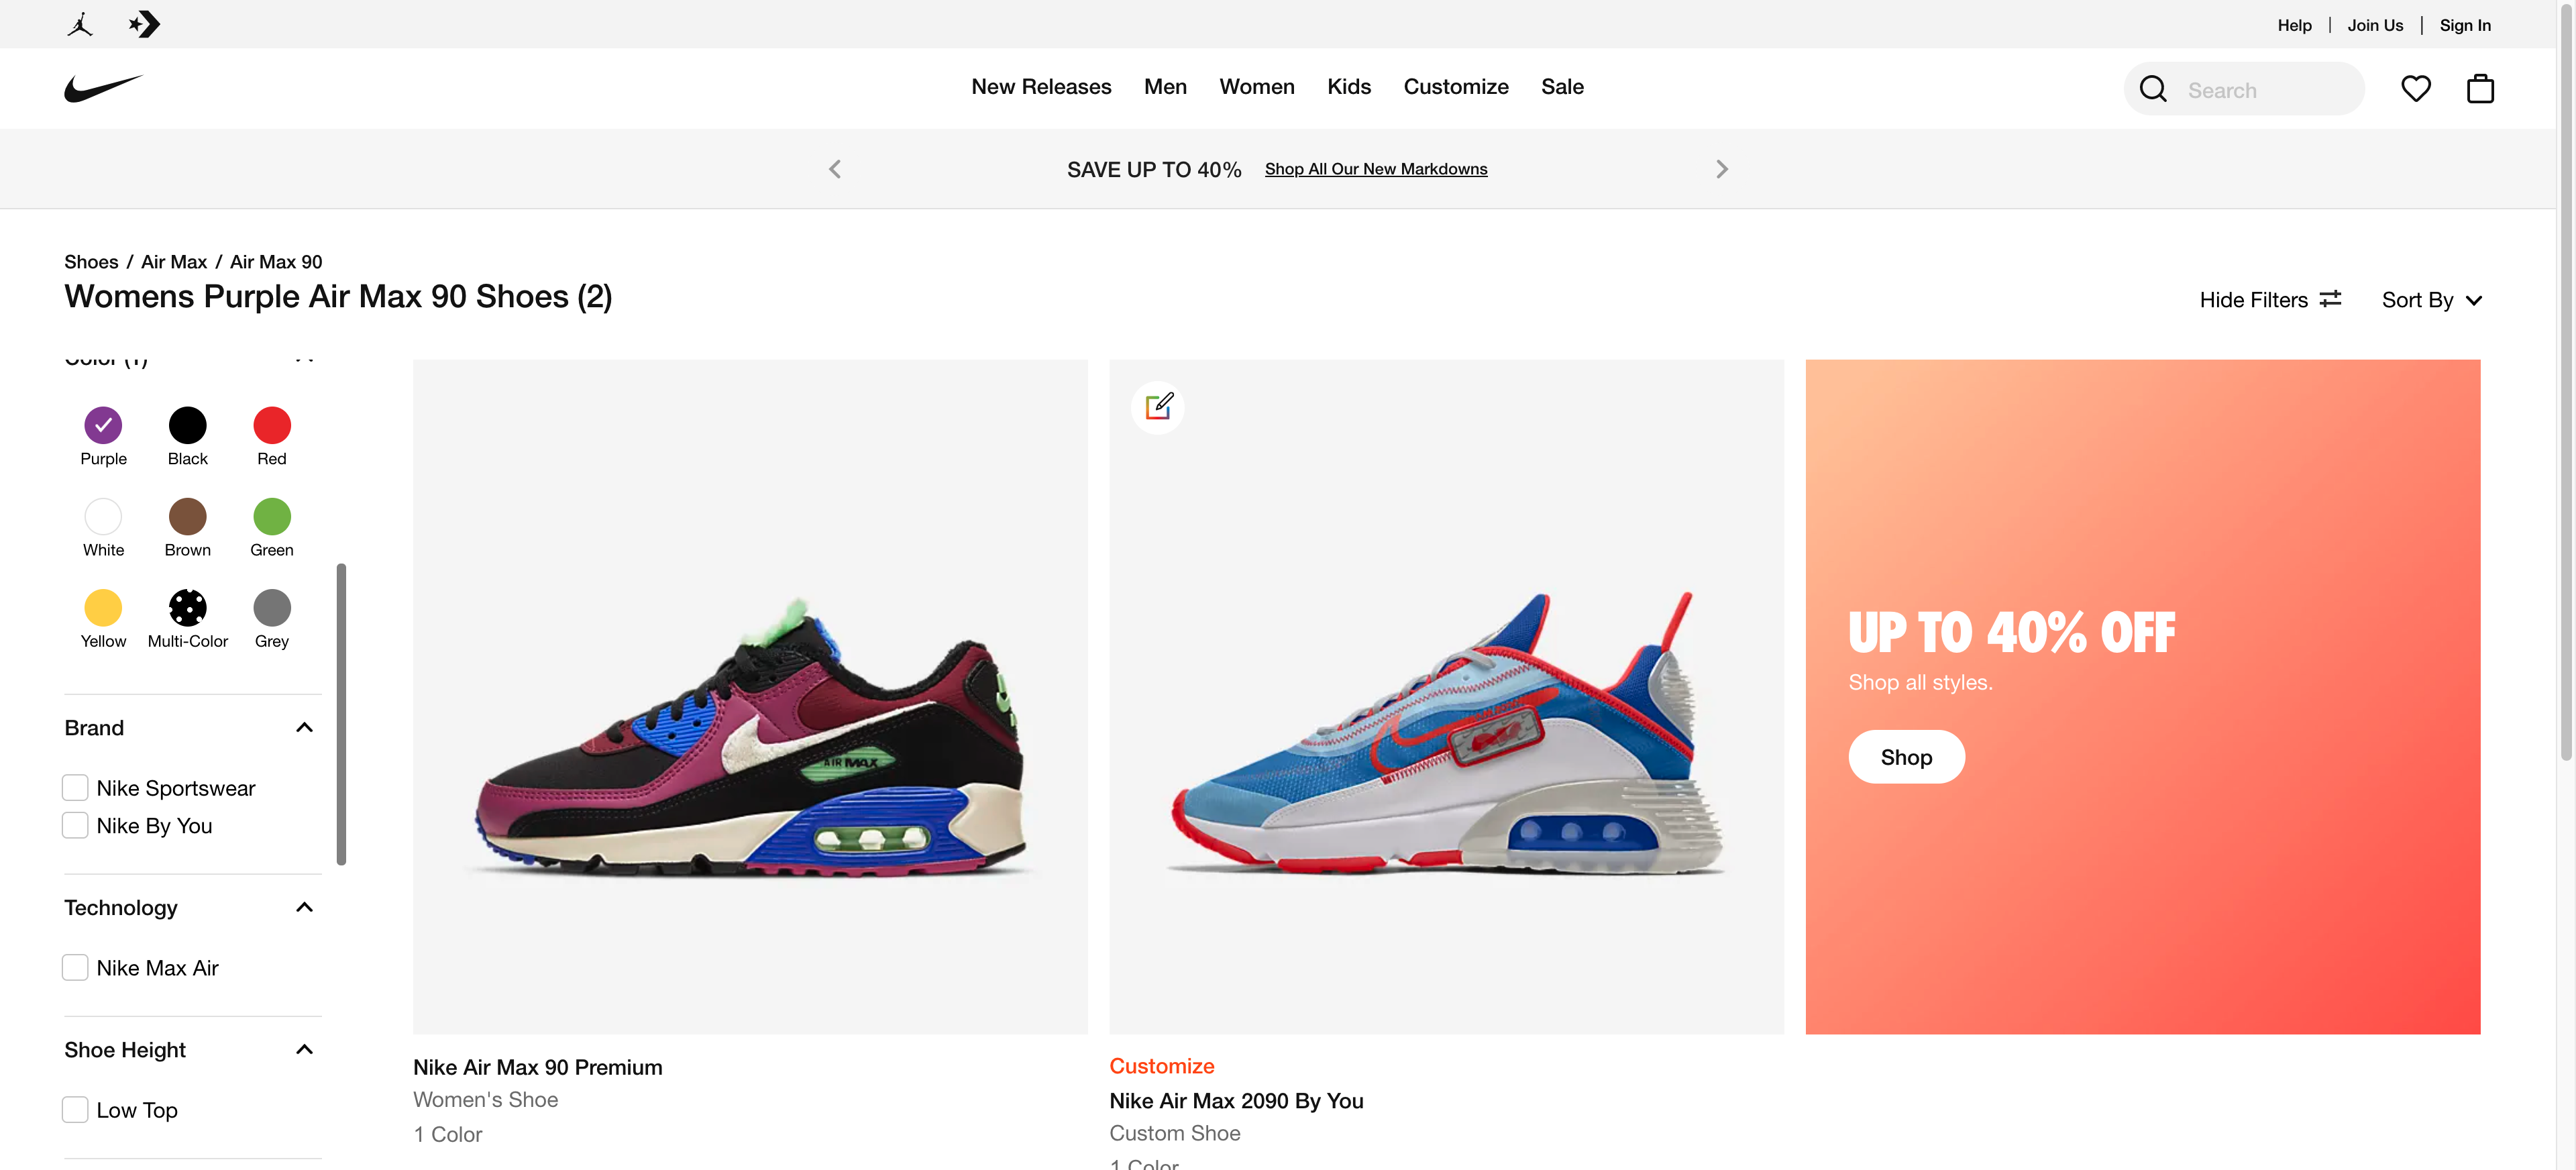 Help | Join Us | Sign In
New Releases Men Women Kids Customize Sale
Search
SAVE UP TO 40% Shop All Our New Markdowns
Shoes / Air Max / Air Max 90
Womens Purple Air Max 90 Shoes (2)
Hide Filters
Sort By
Color (1)
Purple Black Red
White Brown Green
Yellow Multi-Color Grey
Brand
Nike Sportswear
Nike By You
Technology
Nike Max Air
Shoe Height
Low Top
AIR MAX
Nike Air Max 90 Premium
Women's Shoe
1 Color
Customize
Nike Air Max 2090 By You
Custom Shoe
1 Color
UP TO 40% OFF
Shop all styles.
Shop